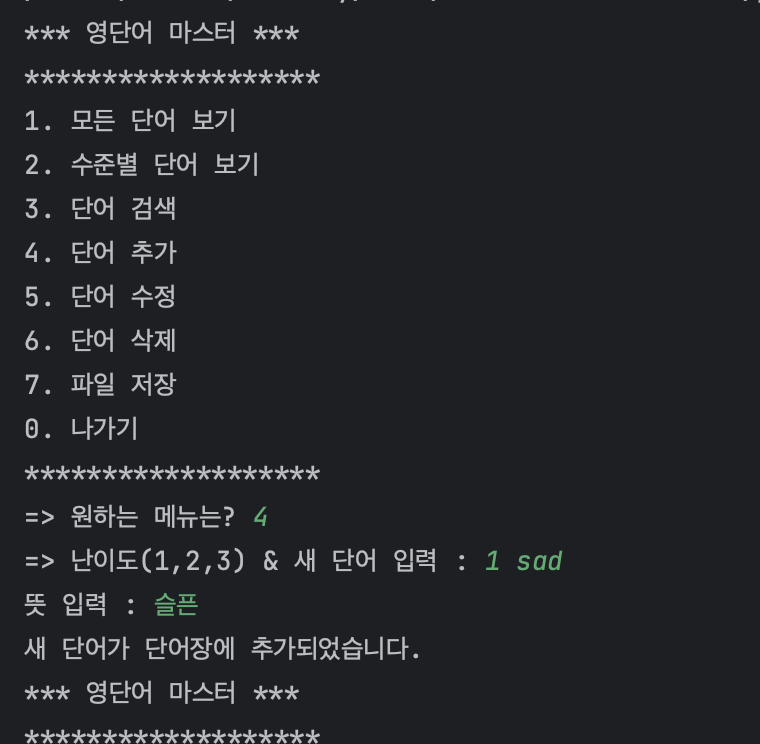 *** 영단어 마스터 ***
*******************
1. 모든 단어 보기
2. 수준별 단어 보기
3. 단어 검색
4. 단어 추가
5. 단어 수정
6. 단어 삭제
7. 파일 저장
0. 나가기
*******************
=> 원하는 메뉴는? 4
=> 난이도(1,2,3) & 새 단어 입력 : 1 sad
뜻 입력 : 슬픈
새 단어가 단어장에 추가되었습니다.
*** 영단어 마스터 ***
*******************